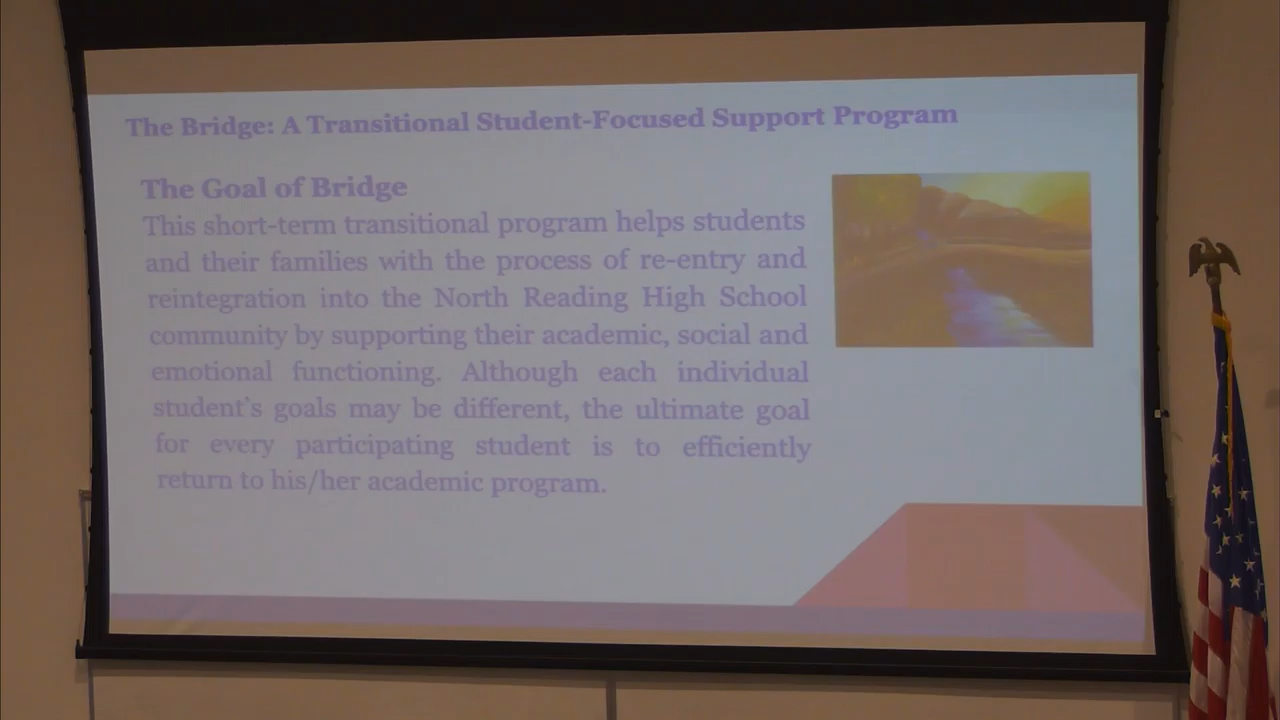 The Bridge: A Transitional Student-Focused Support Program
The Goal of Bridge
This short-term transitional program helps students
and their families with the process of re-entry and
reintegration into the North Reading High School
community by supporting their academic, social and
emotional functioning. Although each individual
student's goals may be different, the ultimate goal
for every participating student is to efficiently
return to his/her academic program.